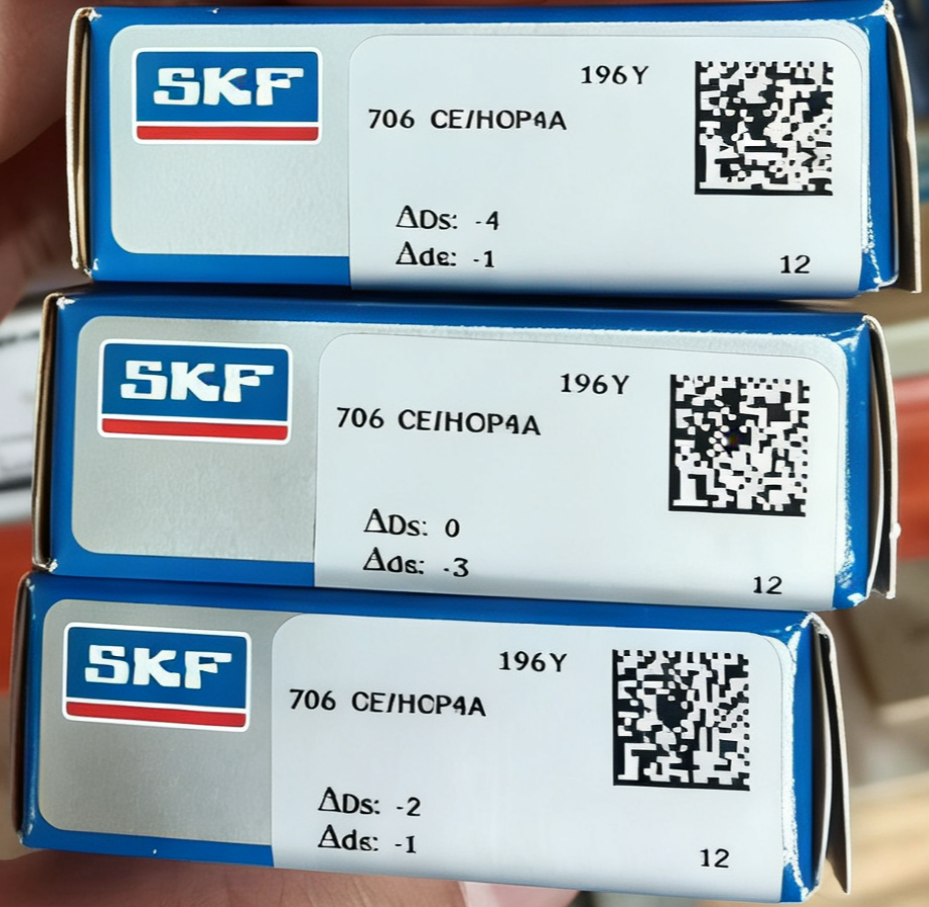 SKF
196Y
706 CE/HOP4A
ΔDs: -4
Δde: -1
12
SKF
196Y
706 CE/HOP4A
ΔDs: 0
Δds: -3
12
SKF
196Y
706 CE/HCP4A
ΔDs: -2
Δds: -1
12